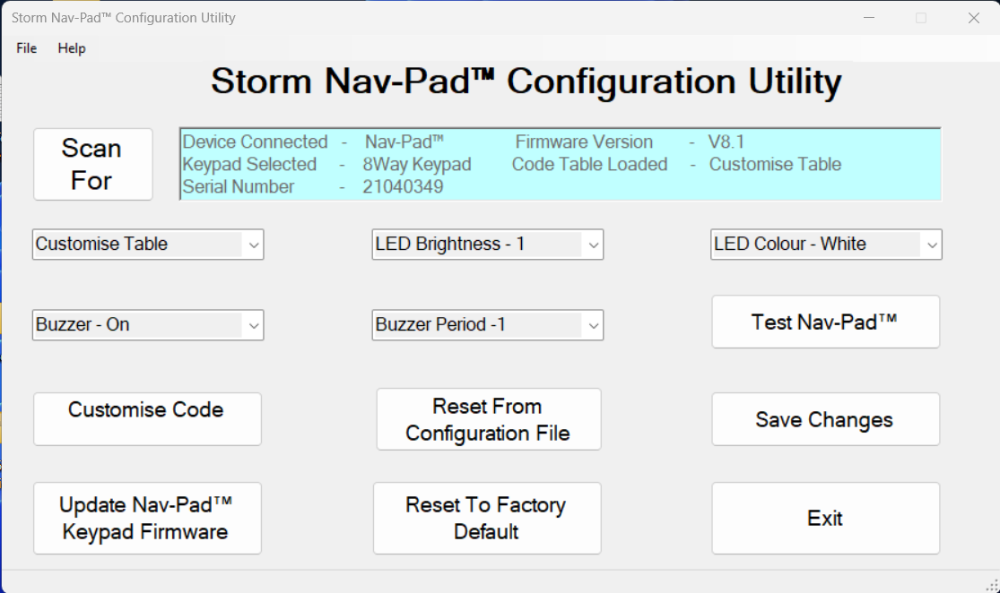 Storm Nav-Pad™ Configuration Utility
File Help
Storm Nav-Pad™ Configuration Utility
Scan
For
Device Connected - Nav-Pad™ Firmware Version - V8.1
Keypad Selected - 8Way Keypad Code Table Loaded - Customise Table
Serial Number - 21040349
Customise Table LED Brightness - 1 LED Colour - White
Buzzer - On Buzzer Period -1 Test Nav-Pad™
Customise Code
Reset From
Configuration File
Save Changes
Update Nav-Pad™
Keypad Firmware
Reset To Factory
Default
Exit